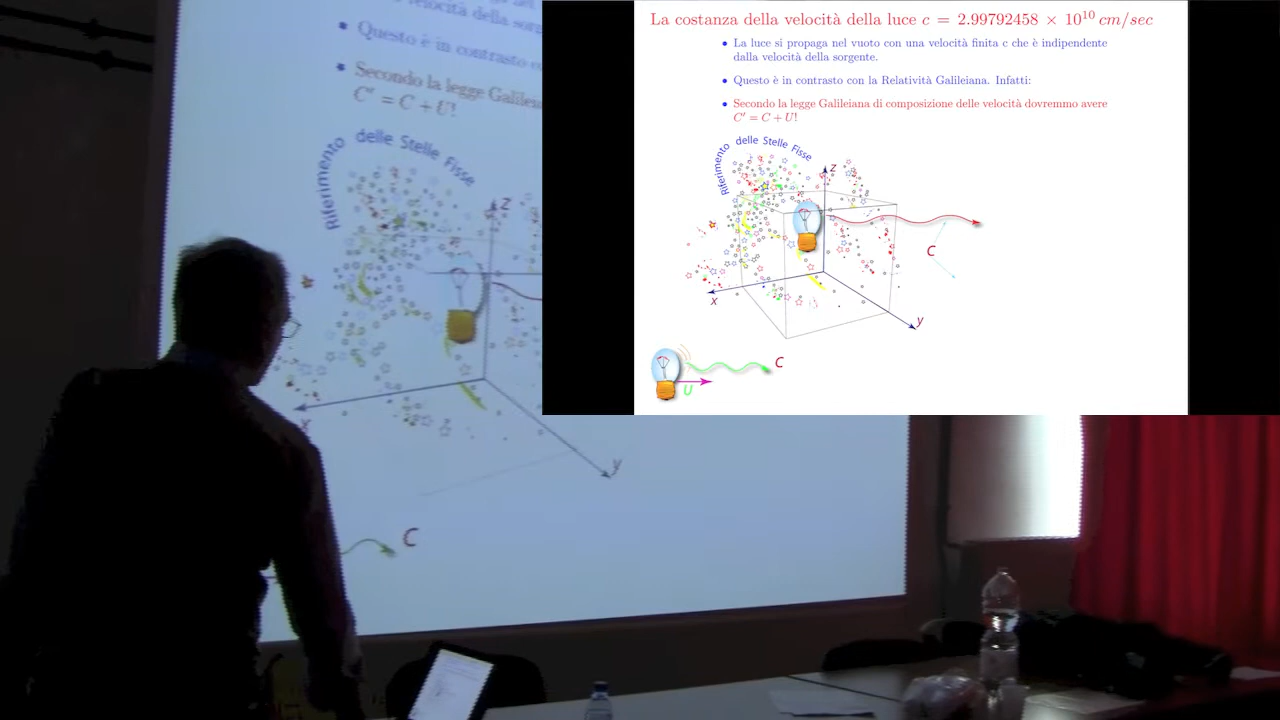 La costanza della velocità della luce c = 2.99792458 × 10¹⁰ cm/sec
• La luce si propaga nel vuoto con una velocità finita c che è indipendente
dalla velocità della sorgente.
• Questo è in contrasto con la Relatività Galileiana. Infatti:
• Secondo la legge Galileiana di composizione delle velocità dovremmo avere
C' = C + U!
Riferimento delle Stelle Fisse
z
C
x
y
C
U
velocità della
• Questo è in contrasto
• Secondo la legge Galileia
C' = C + U!
Riferimento delle Stelle Fisse
z
x
y
C